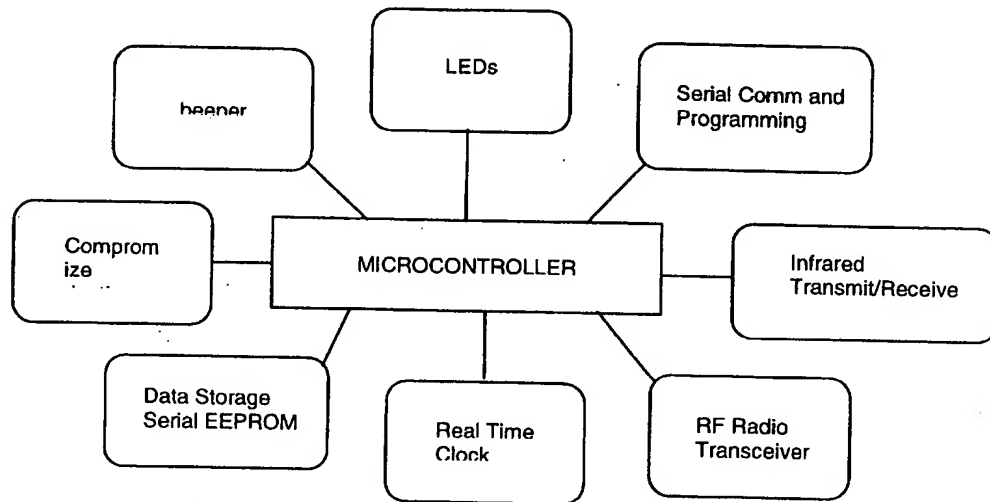 LEDs
beeper
Serial Comm and
Programming
Comprom
ize
MICROCONTROLLER
Infrared
Transmit/Receive
Data Storage
Serial EEPROM
Real Time
Clock
RF Radio
Transceiver